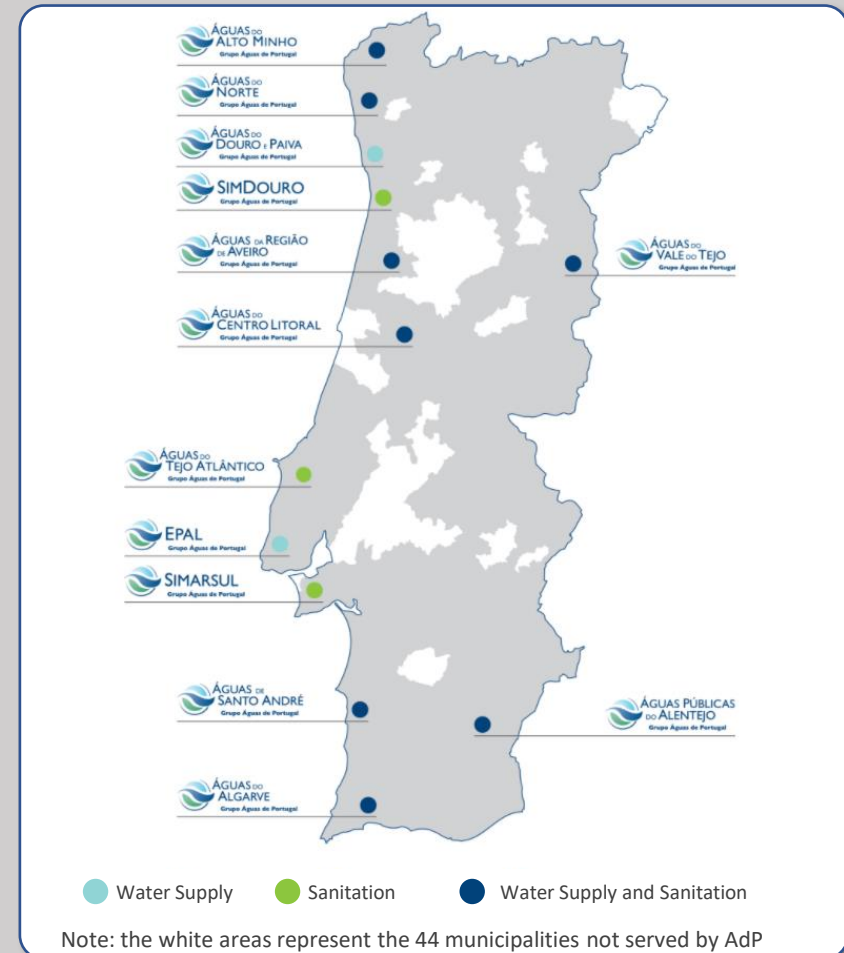 ÁGUAS DO
ALTO MINHO
Grupo Águas de Portugal
ÁGUAS DO
NORTE
Grupo Águas de Portugal
ÁGUAS DO
DOURO E PAIVA
Grupo Águas de Portugal
SIMDOURO
Grupo Águas de Portugal
ÁGUAS DA REGIÃO
DE AVEIRO
Grupo Águas de Portugal
ÁGUAS DO
VALE DO TEJO
Grupo Águas de Portugal
ÁGUAS DO
CENTRO LITORAL
Grupo Águas de Portugal
ÁGUAS DO
TEJO ATLÂNTICO
Grupo Águas de Portugal
EPAL
Grupo Águas de Portugal
SIMARSUL
Grupo Águas de Portugal
ÁGUAS DE
SANTO ANDRÉ
Grupo Águas de Portugal
ÁGUAS PÚBLICAS
DO ALENTEJO
Grupo Águas de Portugal
ÁGUAS DO
ALGARVE
Grupo Águas de Portugal
Water Supply Sanitation Water Supply and Sanitation
Note: the white areas represent the 44 municipalities not served by AdP